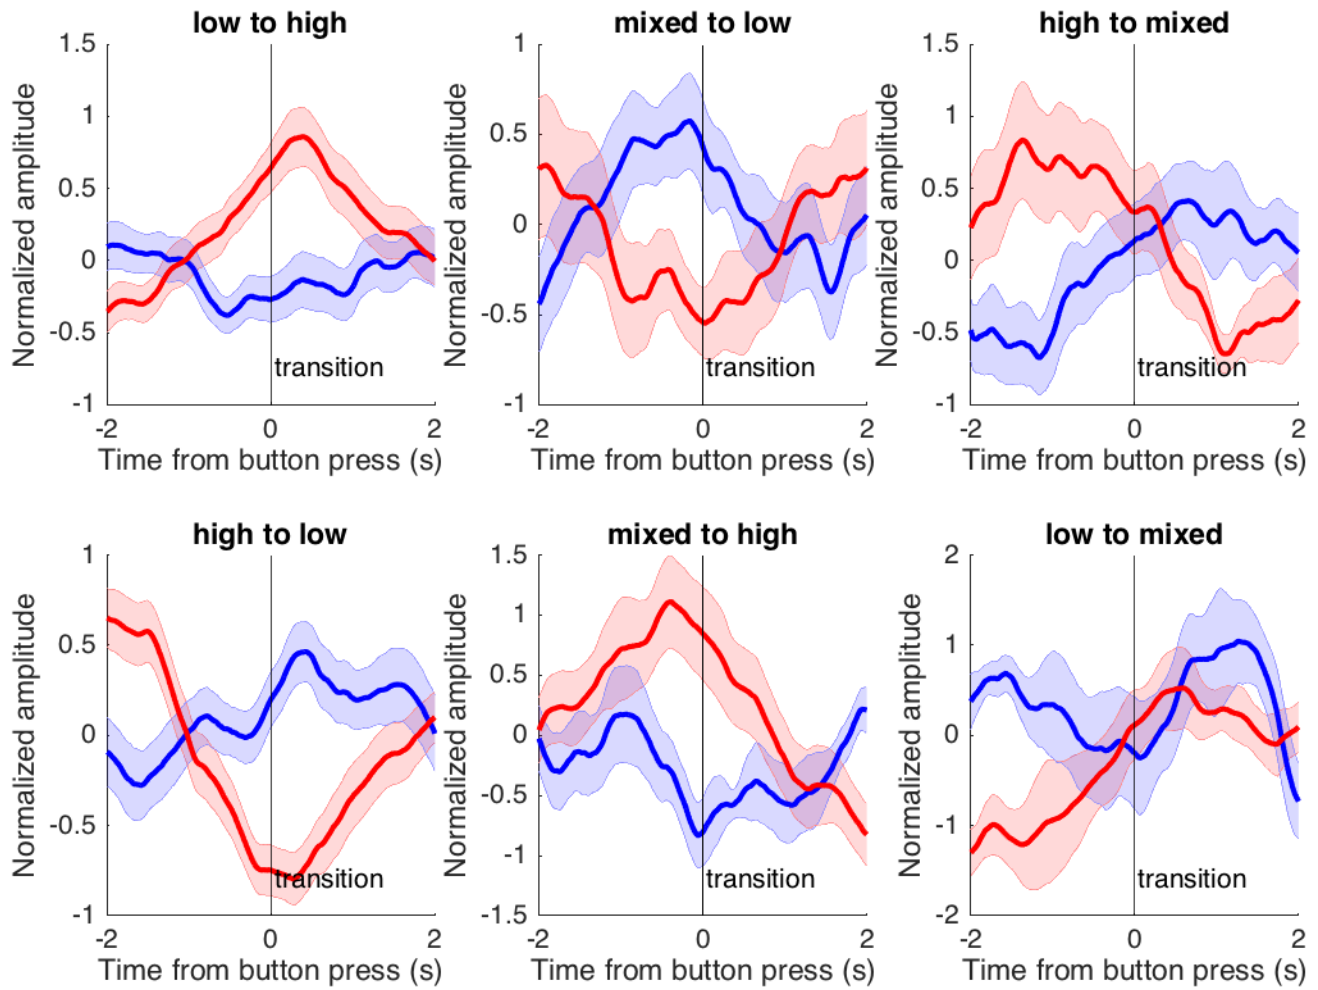 low to high
1.5
1
0.5
0
-0.5
-1
Normalized amplitude
transition
-2 0 2
Time from button press (s)
mixed to low
1
0.5
0
-0.5
-1
Normalized amplitude
transition
-2 0 2
Time from button press (s)
high to mixed
1.5
1
0.5
0
-0.5
-1
Normalized amplitude
transition
-2 0 2
Time from button press (s)
high to low
1
0.5
0
-0.5
-1
Normalized amplitude
transition
-2 0 2
Time from button press (s)
mixed to high
1.5
1
0.5
0
-0.5
-1
-1.5
Normalized amplitude
transition
-2 0 2
Time from button press (s)
low to mixed
2
1
0
-1
-2
Normalized amplitude
transition
-2 0 2
Time from button press (s)